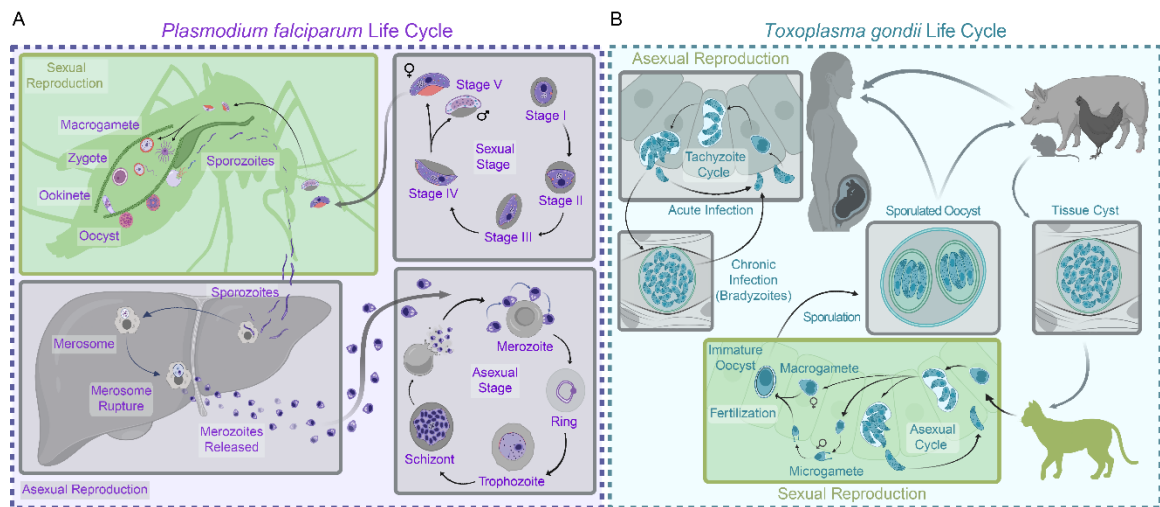 A
Plasmodium falciparum Life Cycle
Sexual
Reproduction
Macrogamete
Zygote
Ookinete
Oocyst
Sporozoites
♀
Stage V
♂
Stage I
Sexual
Stage
Stage IV
Stage II
Stage III
Sporozoites
Merosome
Merosome
Rupture
Merozoites
Released
Asexual Reproduction
Merozoite
Asexual
Stage
Ring
Schizont
Trophozoite
B
Toxoplasma gondii Life Cycle
Asexual Reproduction
Tachyzoite
Cycle
Acute Infection
Chronic
Infection
(Bradyzoites)
Sporulated Oocyst
Tissue Cyst
Sporulation
Immature
Oocyst
Macrogamete
♀
Fertilization
Asexual
Cycle
Microgamete
Sexual Reproduction